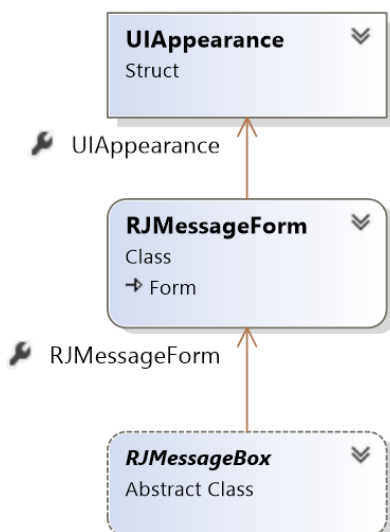 UIAppearance
Struct
UIAppearance
RJMessageForm
Class
Form
RJMessageForm
RJMessageBox
Abstract Class